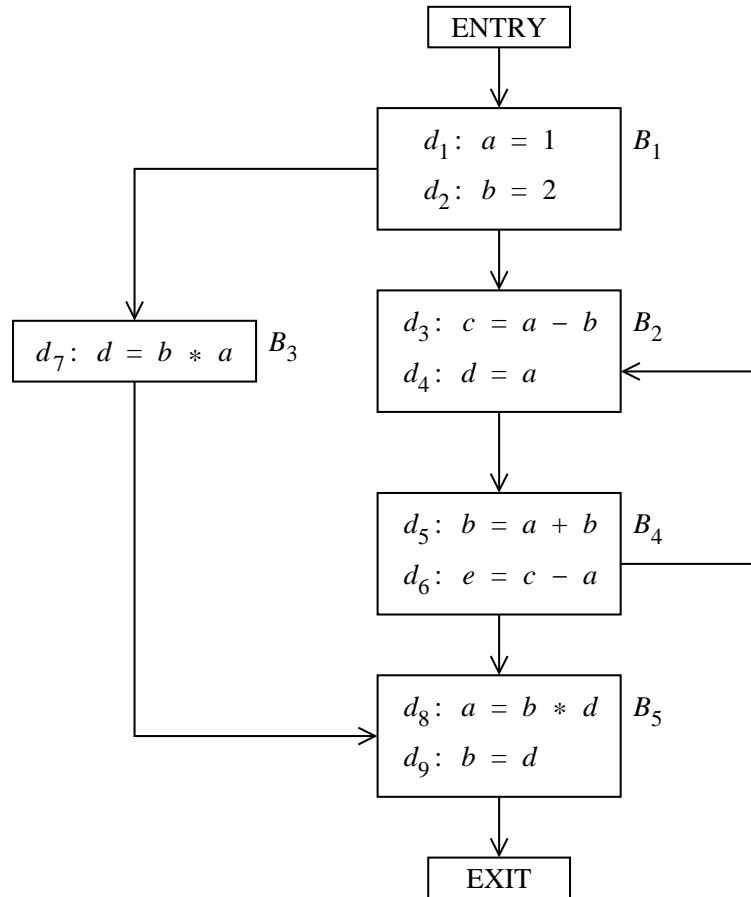 ENTRY
d₁: a = 1
d₂: b = 2
B₁
d₃: c = a − b
d₄: d = a
B₂
d₇: d = b * a
B₃
d₅: b = a + b
d₆: e = c − a
B₄
d₈: a = b * d
d₉: b = d
B₅
EXIT